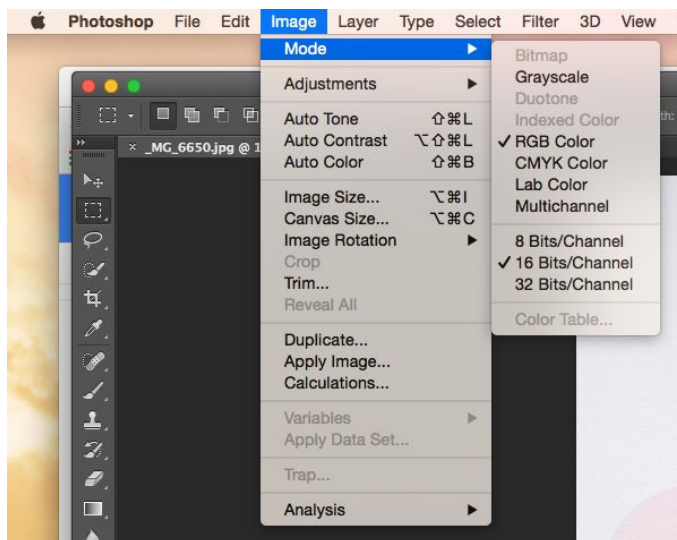 Photoshop File Edit Image Layer Type Select Filter 3D View
Mode
Adjustments
Auto Tone ⇧⌘L
Auto Contrast ⌥⇧⌘L
Auto Color ⇧⌘B
Image Size... ⌥⌘I
Canvas Size... ⌥⌘C
Image Rotation
Crop
Trim...
Reveal All
Duplicate...
Apply Image...
Calculations...
Variables
Apply Data Set...
Trap...
Analysis
Bitmap
Grayscale
Duotone
Indexed Color
✓ RGB Color
CMYK Color
Lab Color
Multichannel
8 Bits/Channel
✓ 16 Bits/Channel
32 Bits/Channel
Color Table...
th:
× _MG_6650.jpg @ 1